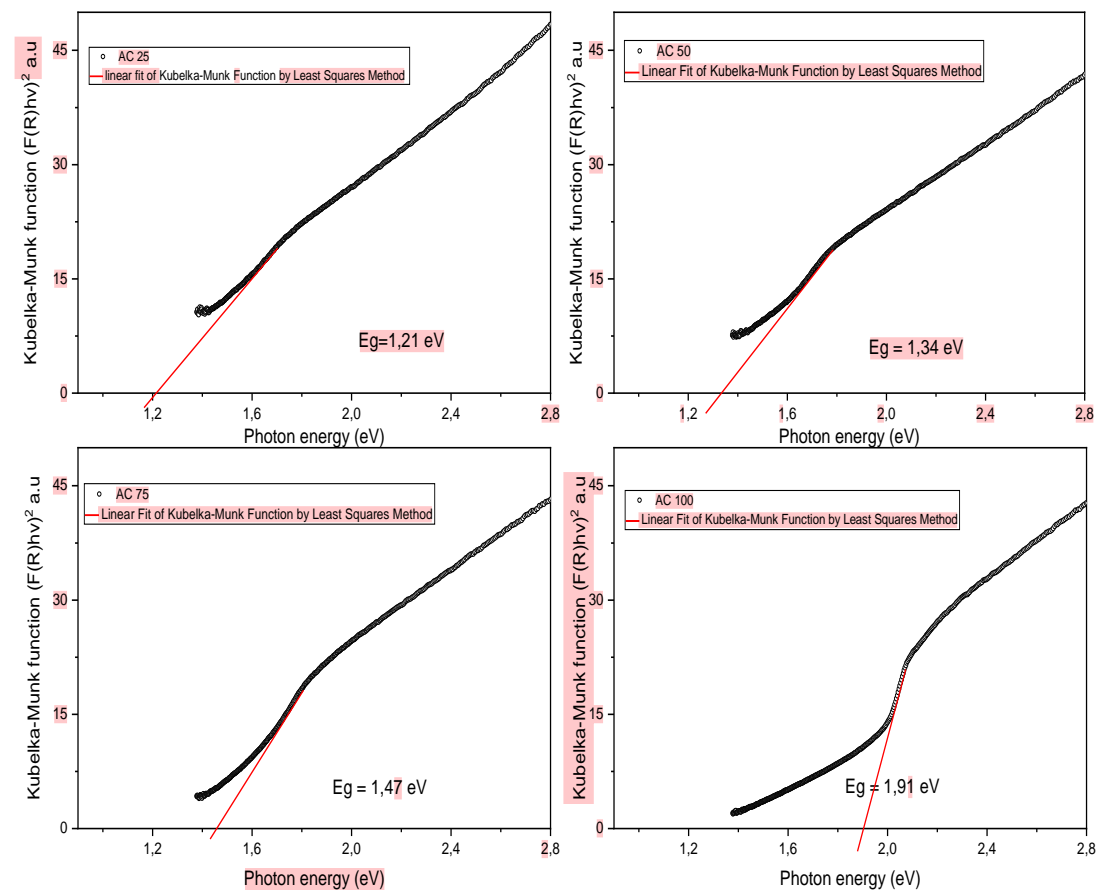 Kubelka-Munk function (F(R)hν)² a.u
45
30
15
0
AC 25
linear fit of Kubelka-Munk Function by Least Squares Method
Eg=1,21 eV
1,2 1,6 2,0 2,4 2,8
Photon energy (eV)
Kubelka-Munk function (F(R)hν)² a.u
45
30
15
0
AC 50
Linear Fit of Kubelka-Munk Function by Least Squares Method
Eg = 1,34 eV
1,2 1,6 2,0 2,4 2,8
Photon energy (eV)
Kubelka-Munk function (F(R)hν)² a.u
45
30
15
0
AC 75
Linear Fit of Kubelka-Munk Function by Least Squares Method
Eg = 1,47 eV
1,2 1,6 2,0 2,4 2,8
Photon energy (eV)
Kubelka-Munk function (F(R)hν)² a.u
45
30
15
0
AC 100
Linear Fit of Kubelka-Munk Function by Least Squares Method
Eg = 1,91 eV
1,2 1,6 2,0 2,4 2,8
Photon energy (eV)